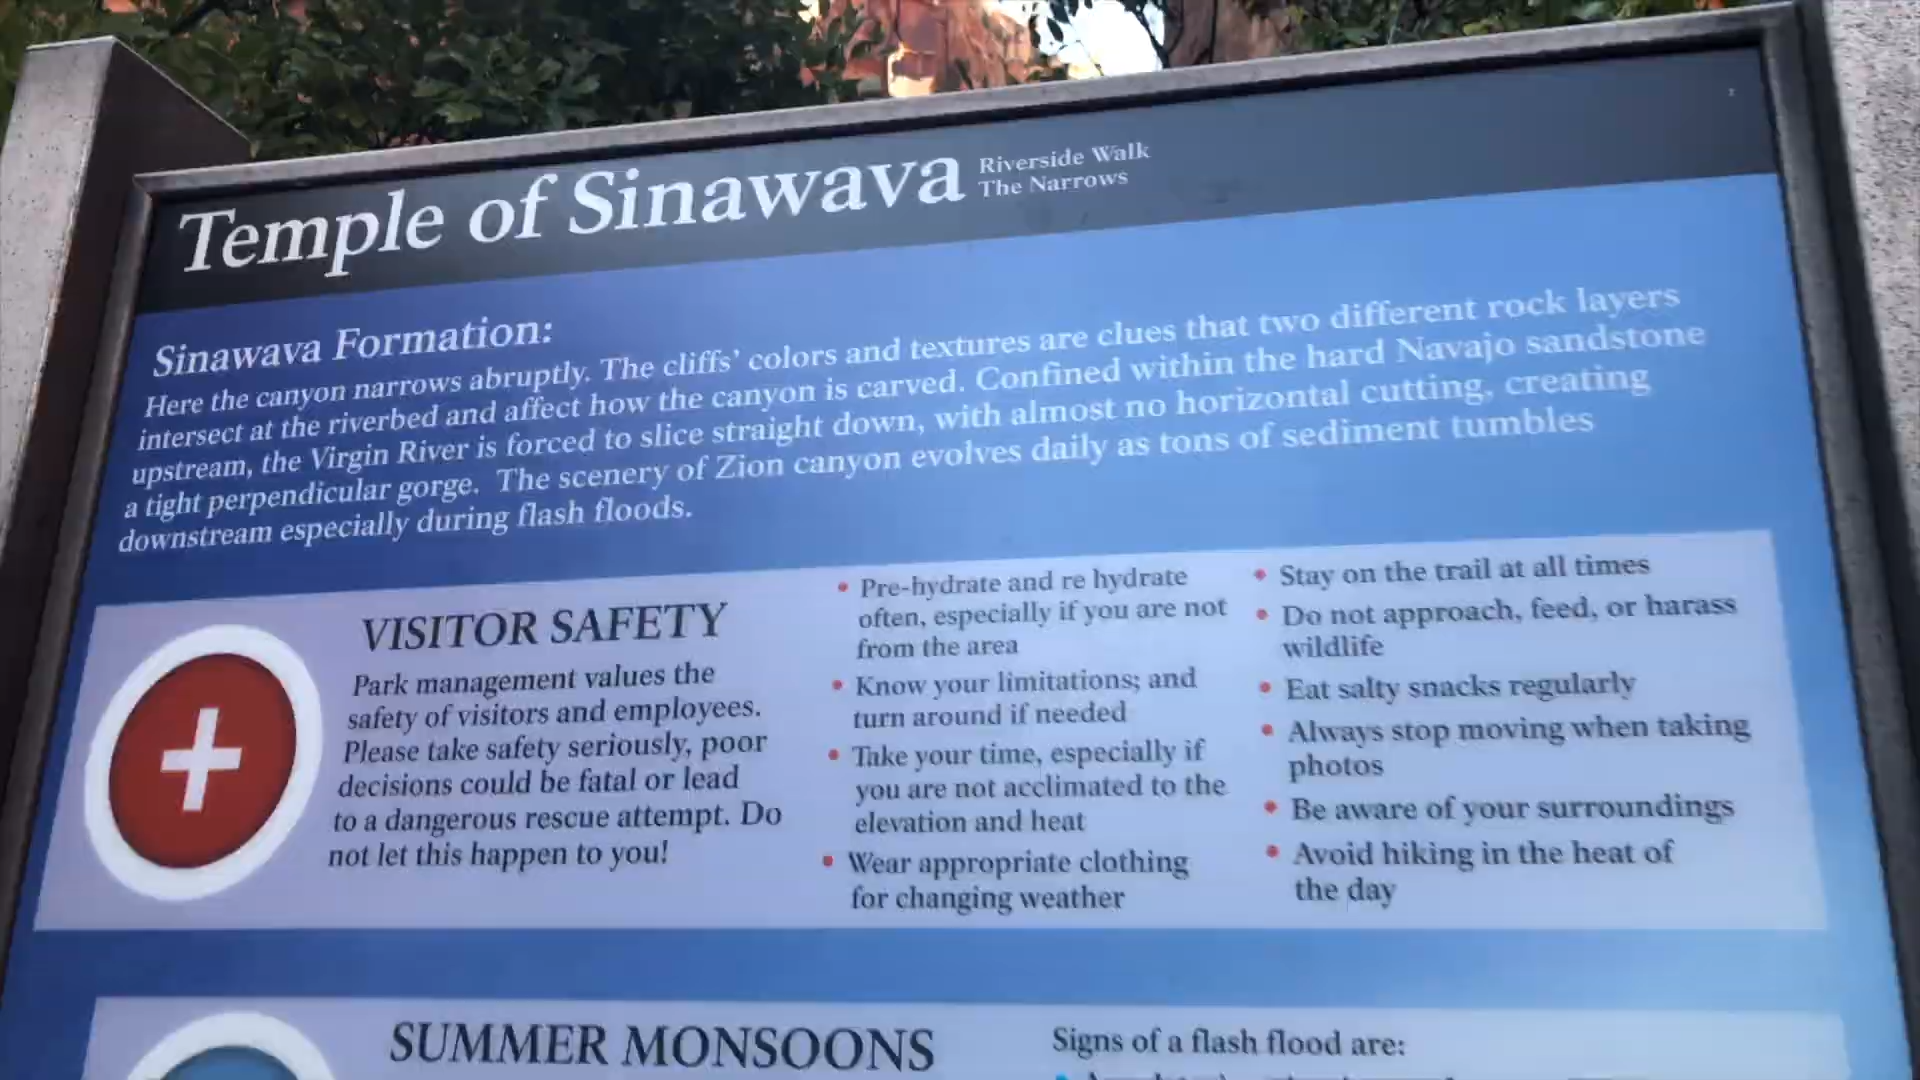 Temple of Sinawava
Riverside Walk
The Narrows
Sinawava Formation:
Here the canyon narrows abruptly. The cliffs' colors and textures are clues that two different rock layers
intersect at the riverbed and affect how the canyon is carved. Confined within the hard Navajo sandstone
upstream, the Virgin River is forced to slice straight down, with almost no horizontal cutting, creating
a tight perpendicular gorge. The scenery of Zion canyon evolves daily as tons of sediment tumbles
downstream especially during flash floods.
VISITOR SAFETY
Park management values the
safety of visitors and employees.
Please take safety seriously, poor
decisions could be fatal or lead
to a dangerous rescue attempt. Do
not let this happen to you!
• Pre-hydrate and re hydrate
often, especially if you are not
from the area
• Know your limitations; and
turn around if needed
• Take your time, especially if
you are not acclimated to the
elevation and heat
• Wear appropriate clothing
for changing weather
• Stay on the trail at all times
• Do not approach, feed, or harass
wildlife
• Eat salty snacks regularly
• Always stop moving when taking
photos
• Be aware of your surroundings
• Avoid hiking in the heat of
the day
SUMMER MONSOONS
Signs of a flash flood are: